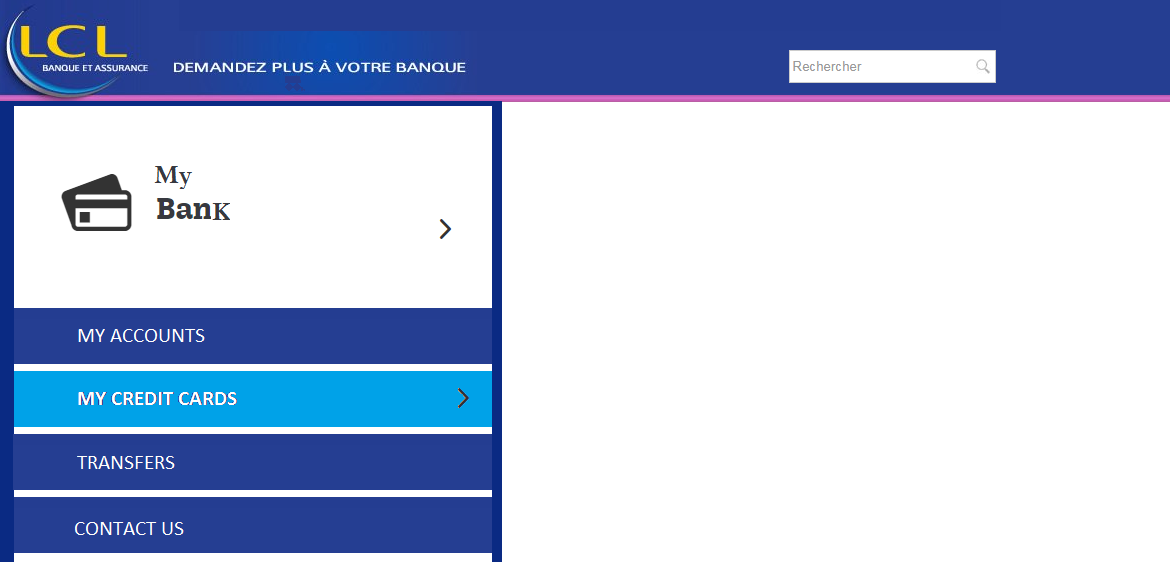 LCL
BANQUE ET ASSURANCE
DEMANDEZ PLUS À VOTRE BANQUE
Rechercher
My
BanK
MY ACCOUNTS
MY CREDIT CARDS
TRANSFERS
CONTACT US